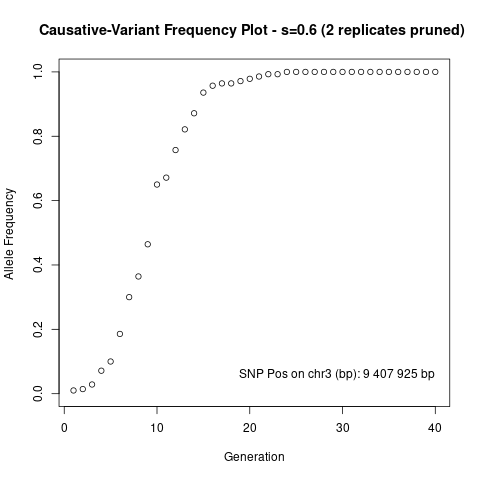 Causative-Variant Frequency Plot - s=0.6 (2 replicates pruned)
1.0
0.8
0.6
0.4
0.2
0.0
Allele Frequency
SNP Pos on chr3 (bp): 9 407 925 bp
0 10 20 30 40
Generation